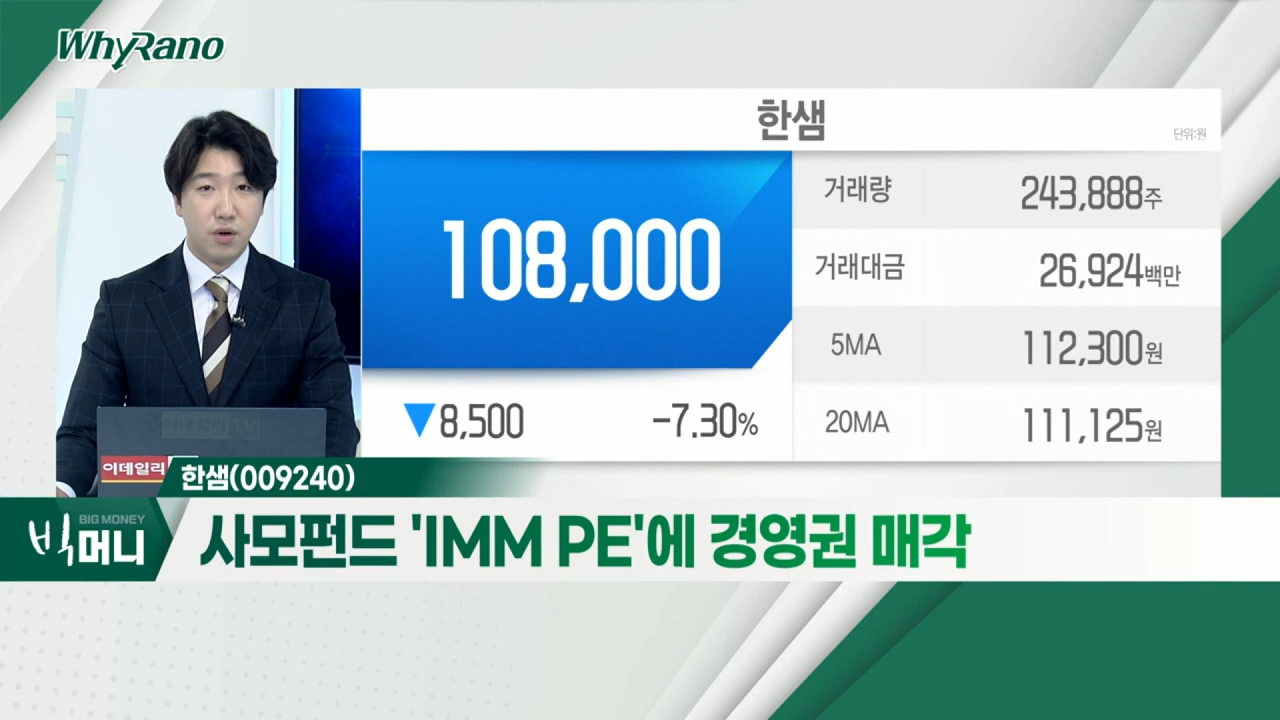 WhyRano
한샘
단위:원
108,000
▼8,500 -7.30%
거래량 243,888주
거래대금 26,924백만
5MA 112,300원
20MA 111,125원
이데일리
한샘(009240)
BIG MONEY
빅머니
사모펀드 'IMM PE'에 경영권 매각